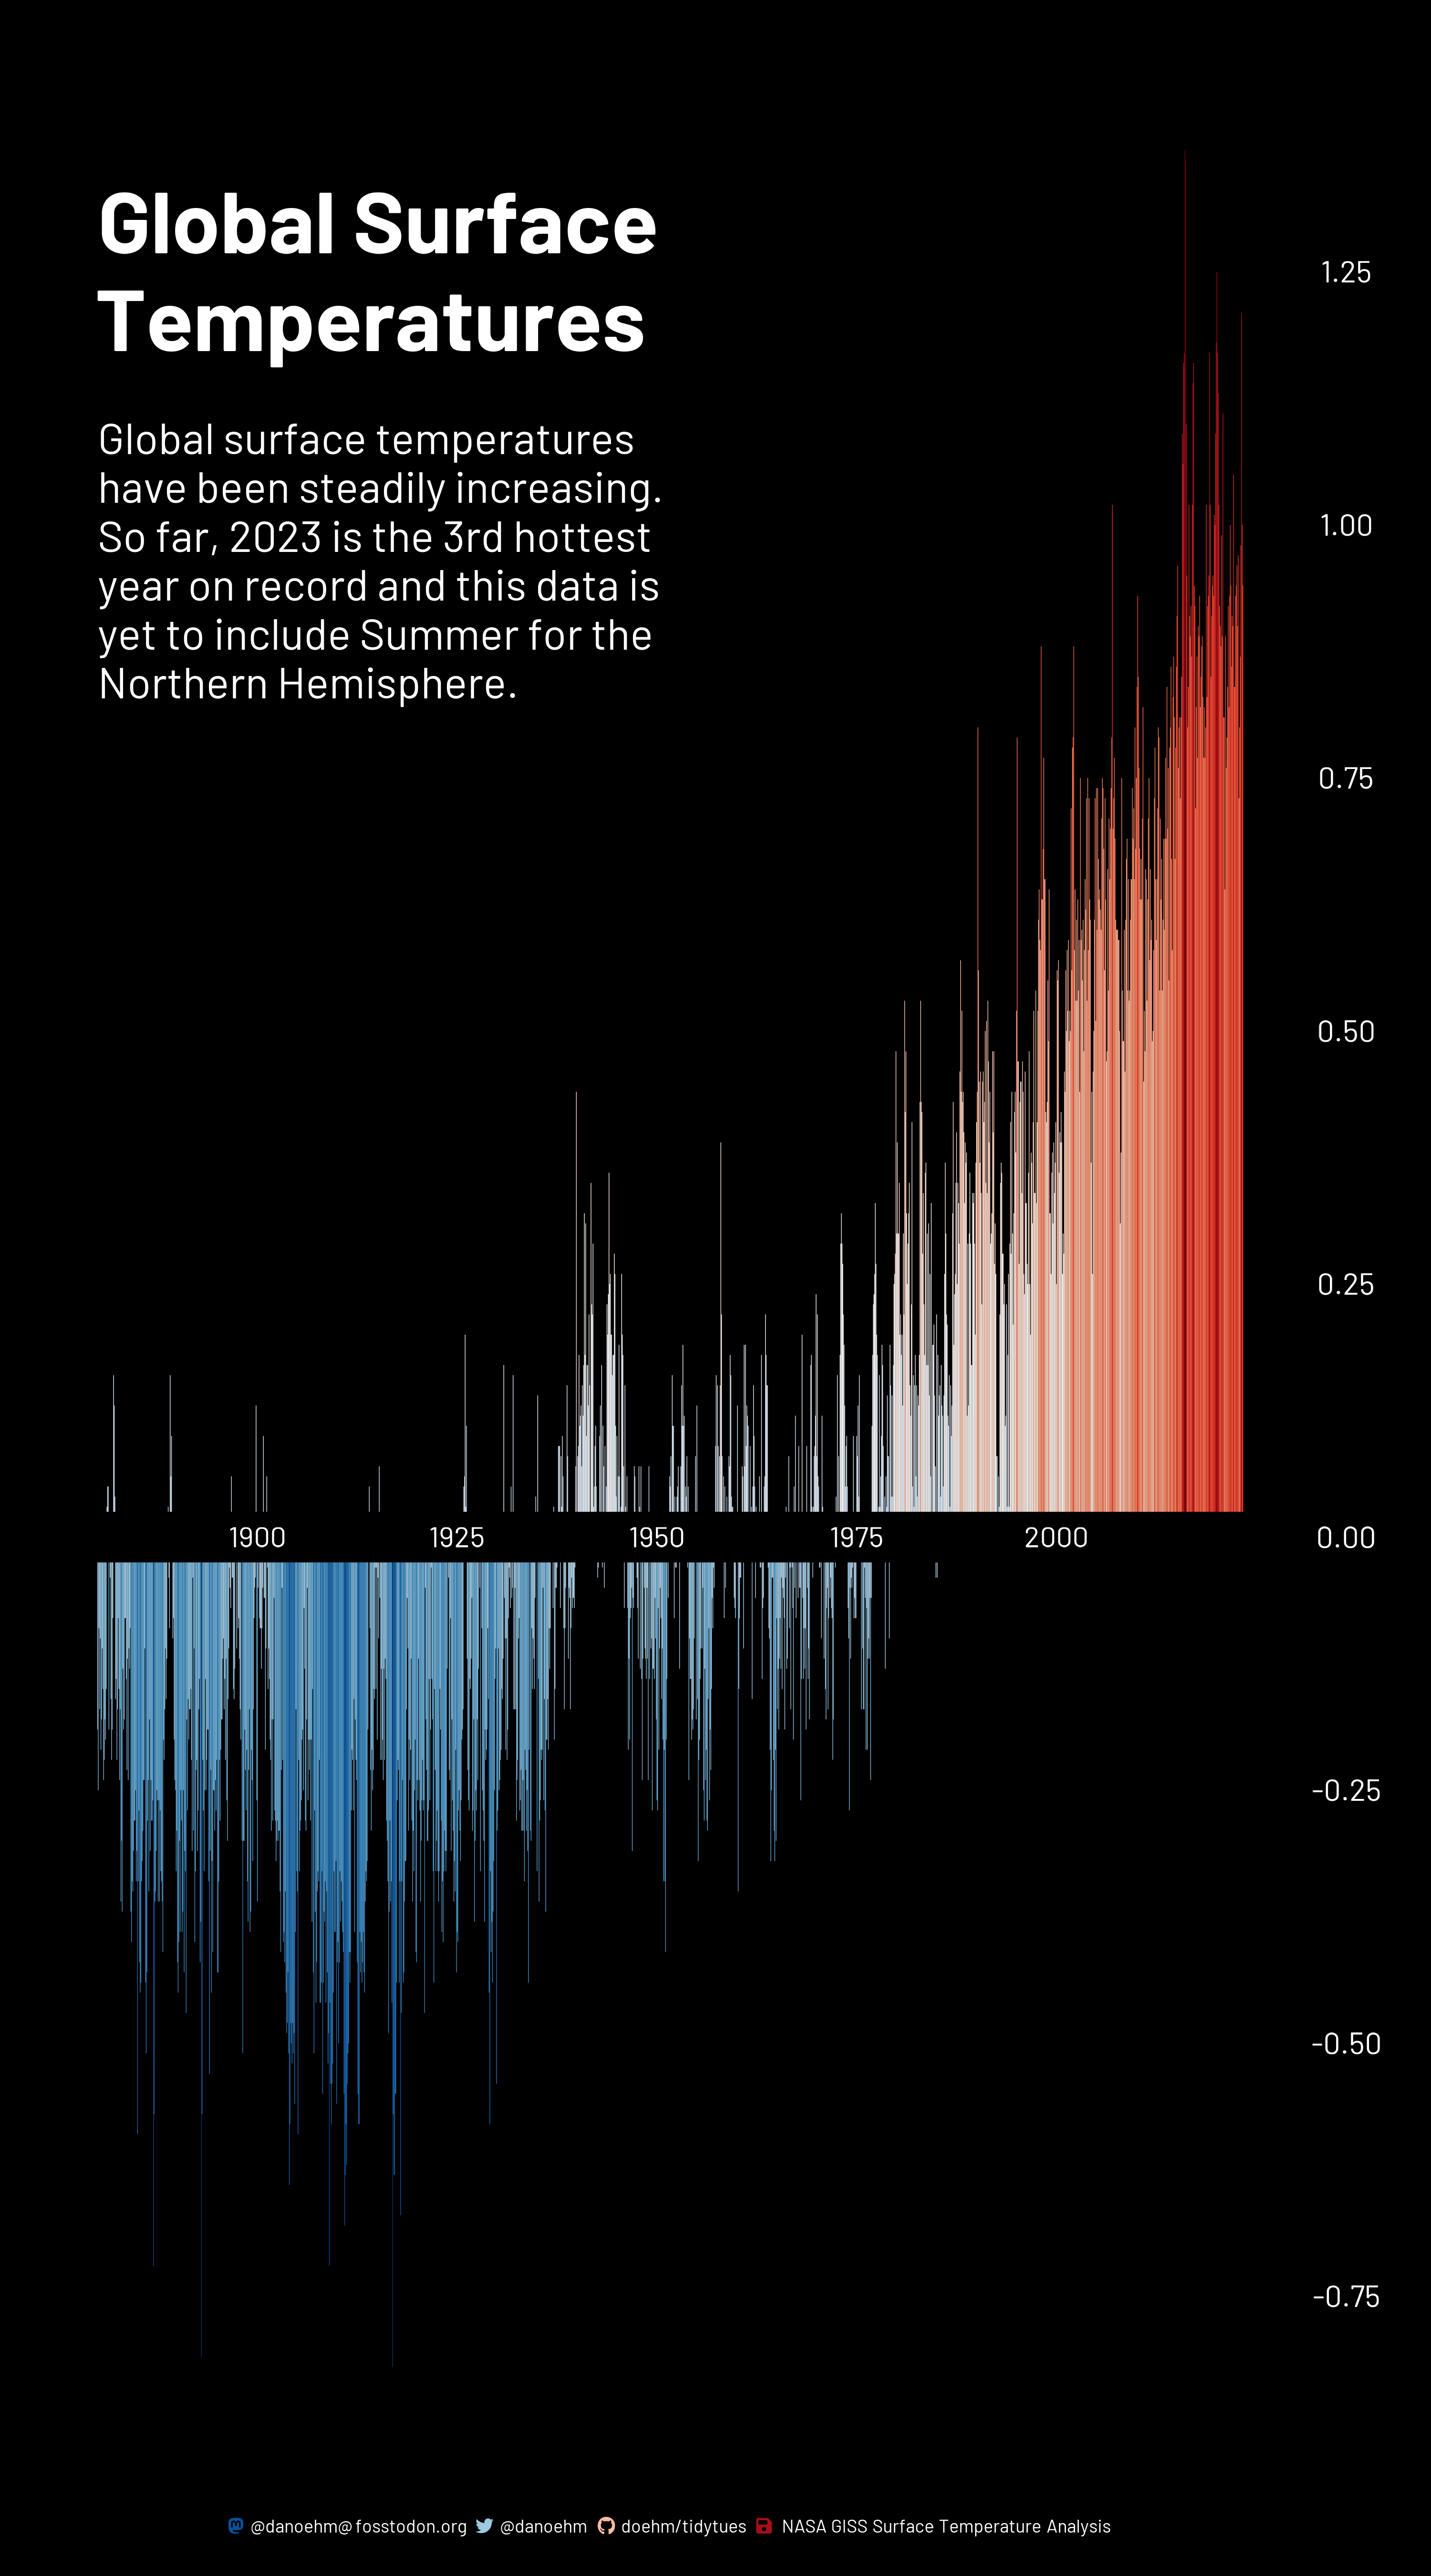 Global Surface
Temperatures
Global surface temperatures
have been steadily increasing.
So far, 2023 is the 3rd hottest
year on record and this data is
yet to include Summer for the
Northern Hemisphere.
1.25
1.00
0.75
0.50
0.25
1900 1925 1950 1975 2000 0.00
-0.25
-0.50
-0.75
@danoehm@fosstodon.org @danoehm doehm/tidytues NASA GISS Surface Temperature Analysis